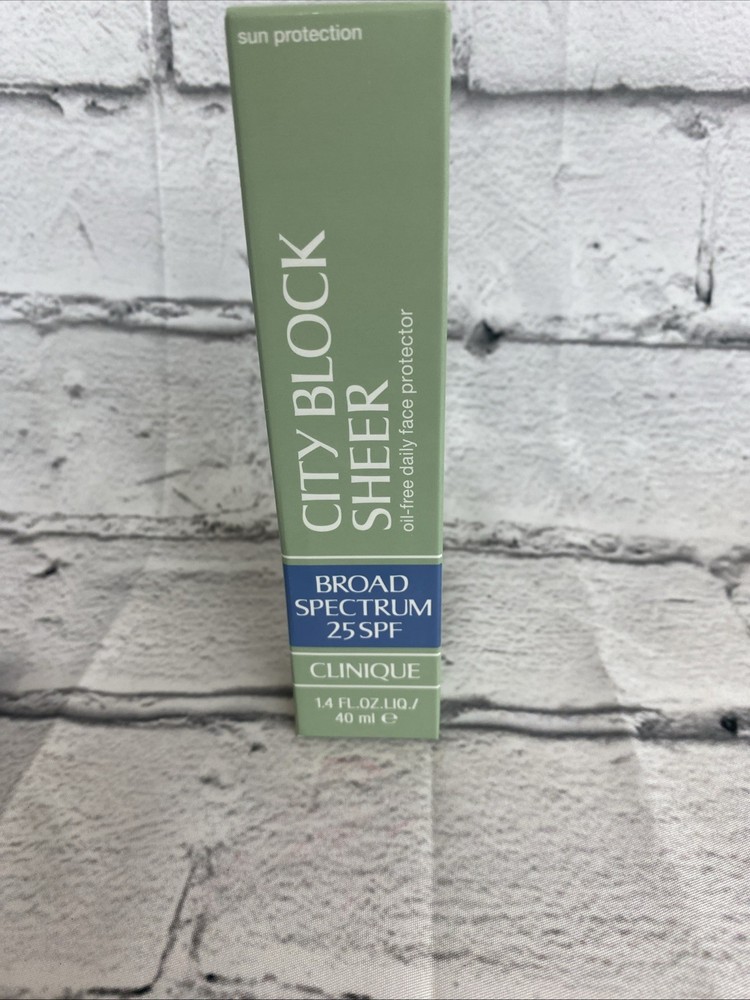 sun protection
CITY BLOCK
SHEER
oil-free daily face protector
BROAD
SPECTRUM
25 SPF
CLINIQUE
1.4 FL.OZ.LIQ./
40 ml ℮